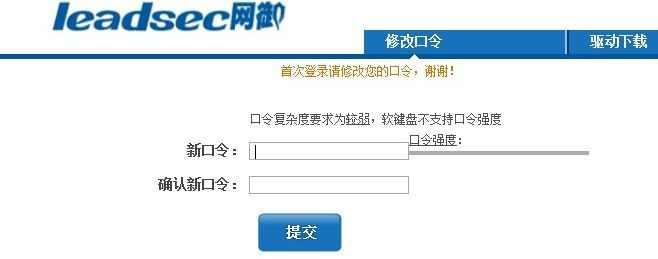 leadsec网御
修改口令
驱动下载
首次登录请修改您的口令，谢谢！
口令复杂度要求为较弱，软键盘不支持口令强度
新口令：
口令强度：
确认新口令：
提交